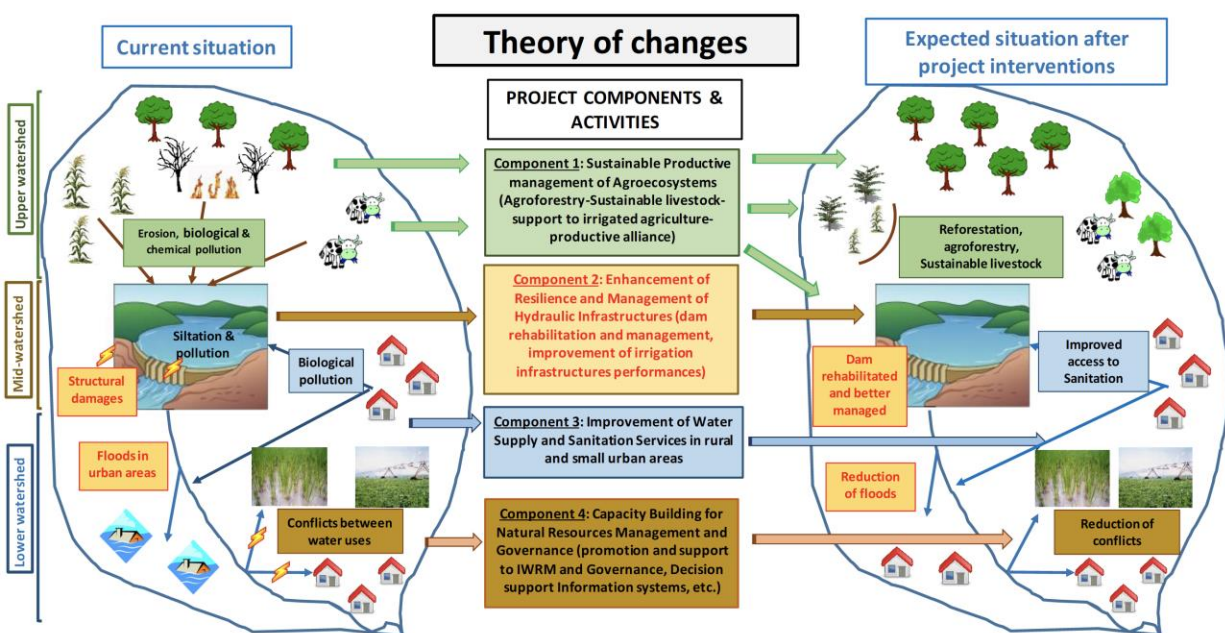 Current situation
Theory of changes
Expected situation after
project interventions
PROJECT COMPONENTS &
ACTIVITIES
Upper watershed
Mid-watershed
Lower watershed
Erosion, biological &
& chemical pollution
Siltation &
pollution
Structural
damages
Biological
pollution
Floods in
urban areas
Conflicts between
water uses
Component 1: Sustainable Productive
management of Agroecosystems
(Agroforestry-Sustainable livestock-
support to irrigated agriculture-
productive alliance)
Component 2: Enhancement of
Resilience and Management of
Hydraulic Infrastructures (dam
rehabilitation and management,
improvement of irrigation
infrastructures performances)
Component 3: Improvement of Water
Supply and Sanitation Services in rural
and small urban areas
Component 4: Capacity Building for
Natural Resources Management and
Governance (promotion and support
to IWRM and Governance, Decision
support Information systems, etc.)
Reforestation,
agroforestry,
Sustainable livestock
Dam
rehabilitated
and better
managed
Improved
access to
Sanitation
Reduction
of floods
Reduction of
conflicts